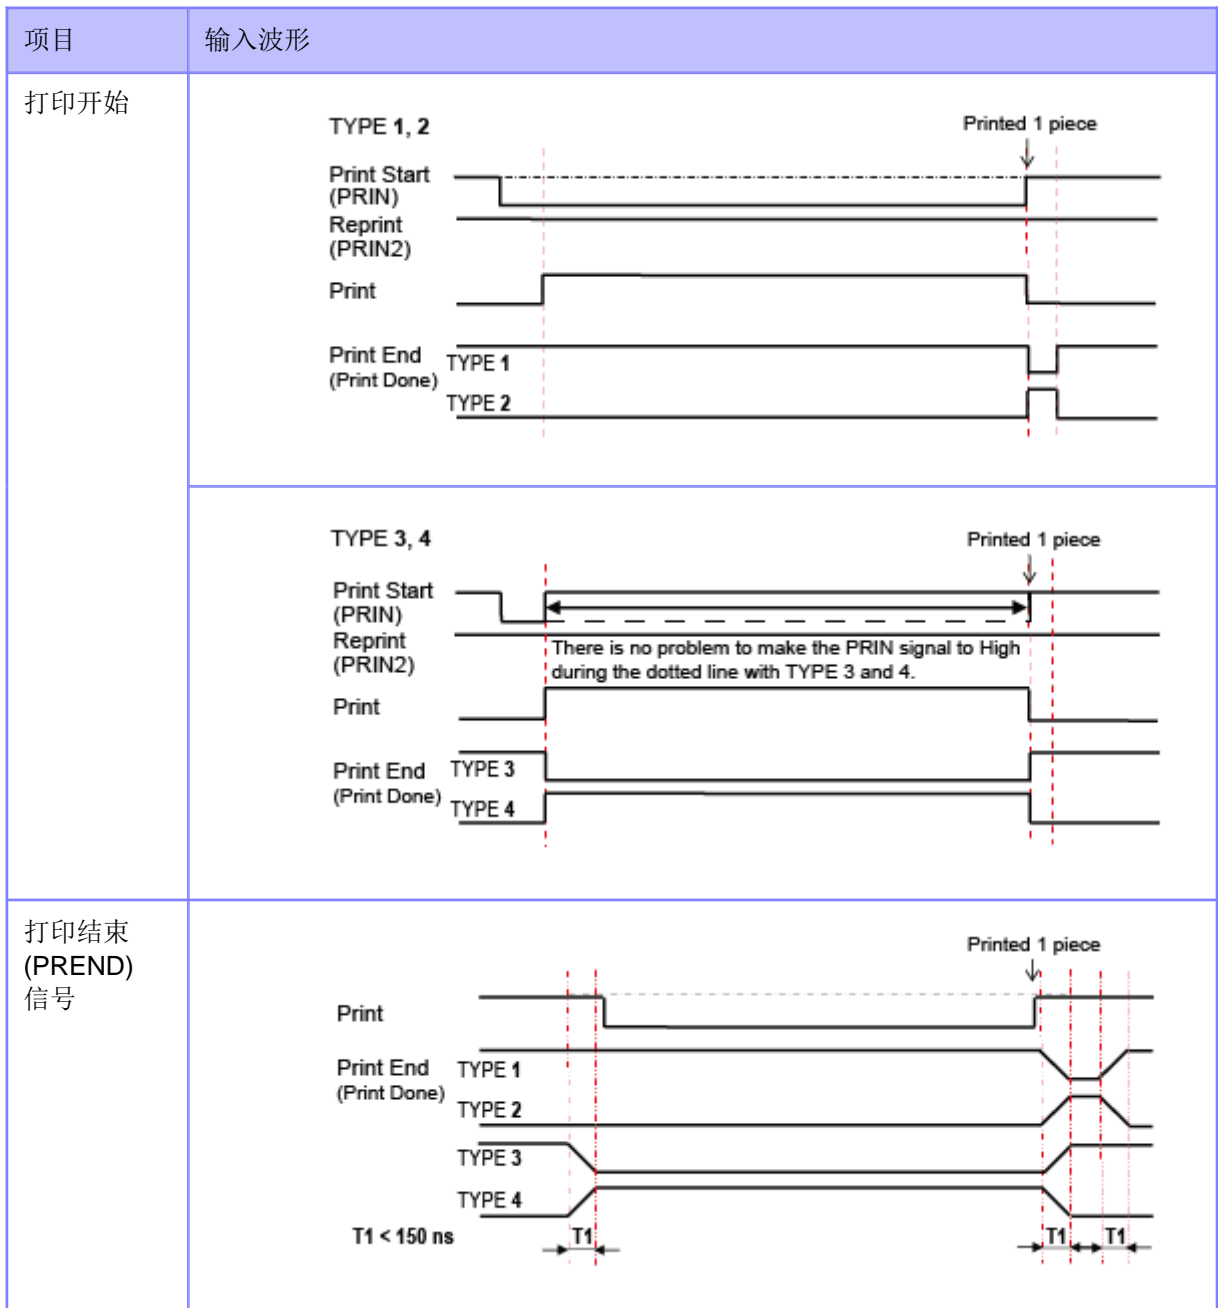 项目
输入波形
打印开始
TYPE 1, 2
Printed 1 piece
Print Start
(PRIN)
Reprint
(PRIN2)
Print
Print End
(Print Done)
TYPE 1
TYPE 2
TYPE 3, 4
Printed 1 piece
Print Start
(PRIN)
Reprint
(PRIN2)
There is no problem to make the PRIN signal to High
during the dotted line with TYPE 3 and 4.
Print
Print End
(Print Done)
TYPE 3
TYPE 4
打印结束
(PREND)
信号
Printed 1 piece
Print
Print End
(Print Done)
TYPE 1
TYPE 2
TYPE 3
TYPE 4
T1 < 150 ns
T1
T1
T1